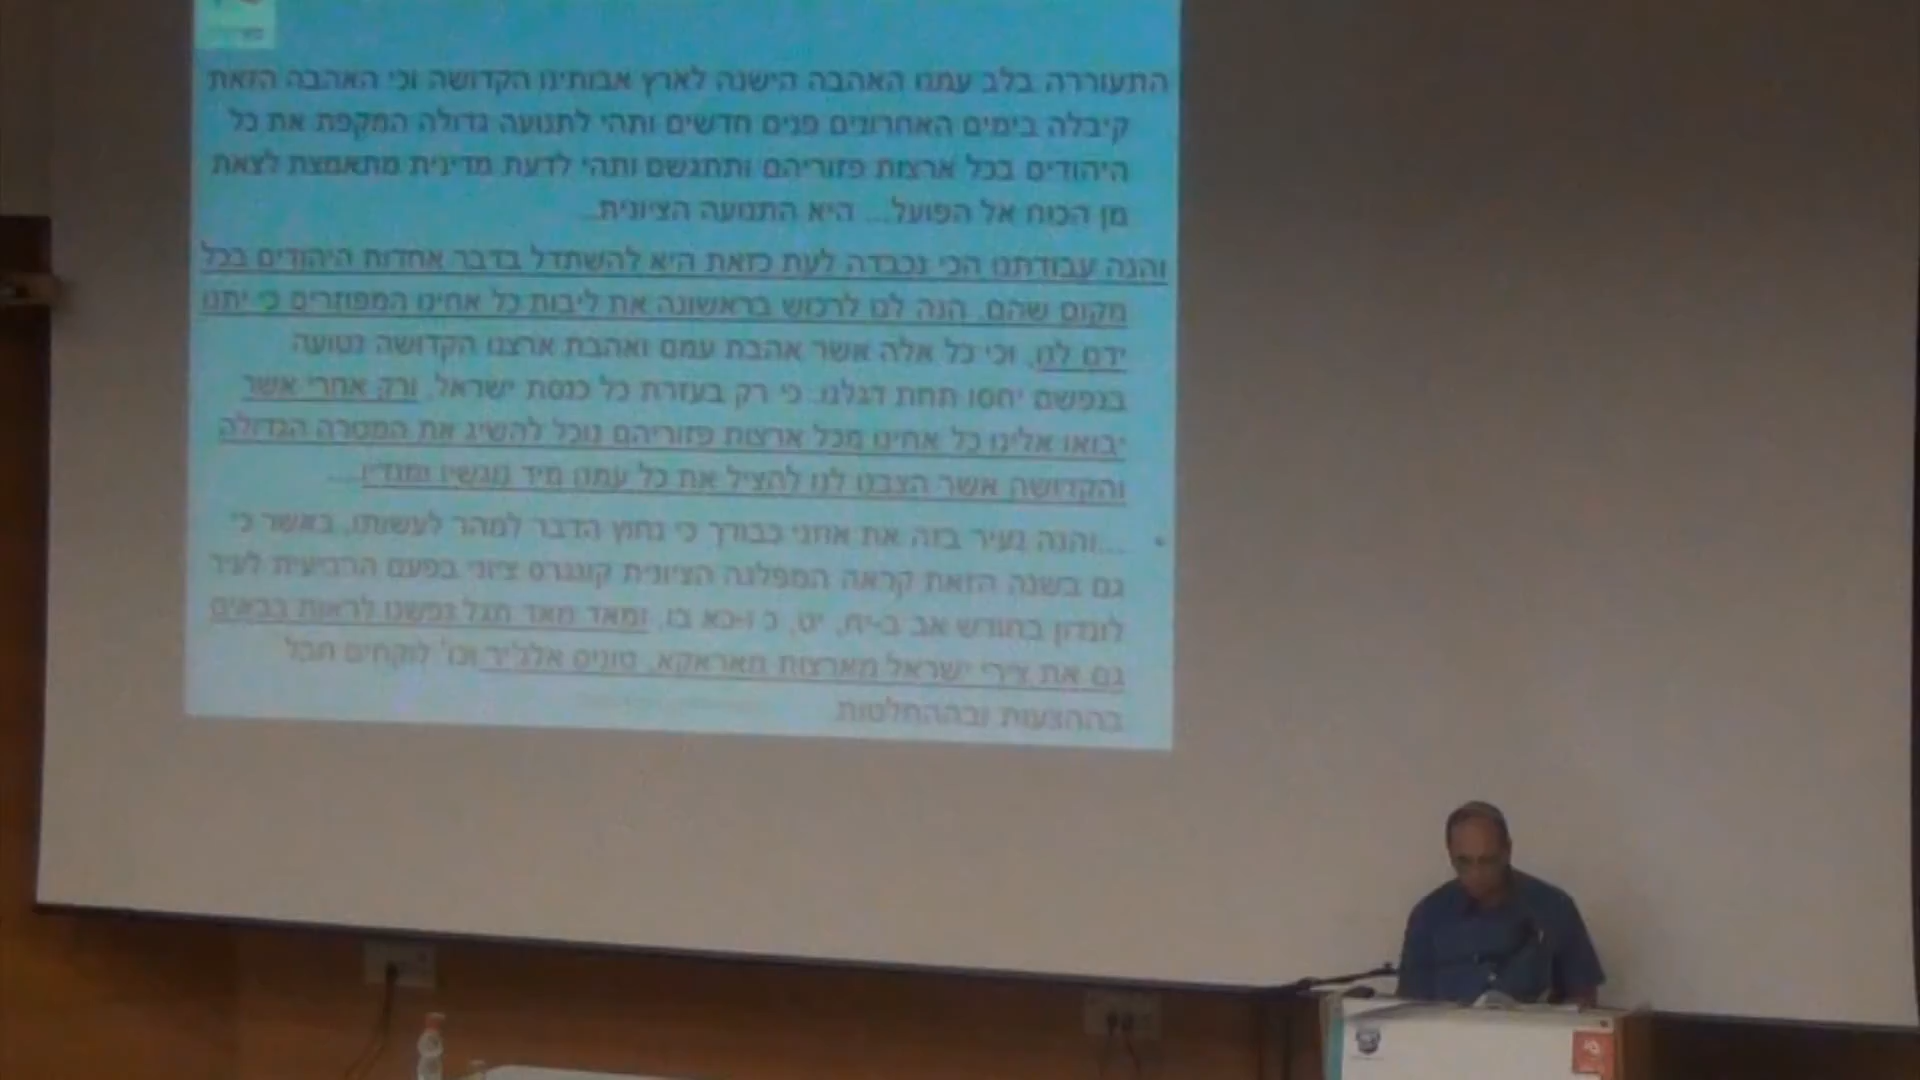 התעוררה בלב עמנו האהבה הישנה לארץ אבותינו הקדושה וכי האהבה הזאת
קיבלה בימים האחרונים פנים חדשים ותהי לתנועה גדולה המקפת את כל
היהודים בכל ארצות פזוריהם ותתגשם ותהי לדעת מדינית מתאמצת לצאת
מן הכוח אל הפועל... היא התנועה הציונית..
והנה עבודתנו הכי נכבדה לעת כזאת היא להשתדל בדבר אחדות היהודים בכל
מקום שהם. הנה לנו לרכוש בראשונה את ליבות כל אחינו המפוזרים כי יתנו
ידם לנו, וכי כל אלה אשר אהבת עמם ואהבת ארצנו הקדושה נטועה
בנפשם יחסו תחת דגלנו. כי רק בעזרת כל כנסת ישראל, ורק אחרי אשר
יבואו אלינו כל אחינו מכל ארצות פזוריהם נוכל להשיג את המטרה הגדולה
והקדושה אשר הצבנו לנו להציל את כל עמנו מיד נוגשיו ומנדיו....
• ...והנה נעיר בזה את אוזני כבודך כי נחוץ הדבר למהר לעשותו, באשר כי
גם בשנה הזאת קראה המפלגה הציונית קונגרס ציוני בפעם הרביעית לעיר
לונדון בחודש אב ב-יח, יט, כ ו-כא בו, ומאד מאד תגל נפשנו לראות בבאים
גם את צירי ישראל מארצות מאראקא, טוניס אלג'יר וכו' לוקחים חבל
בההצעות ובההחלטות